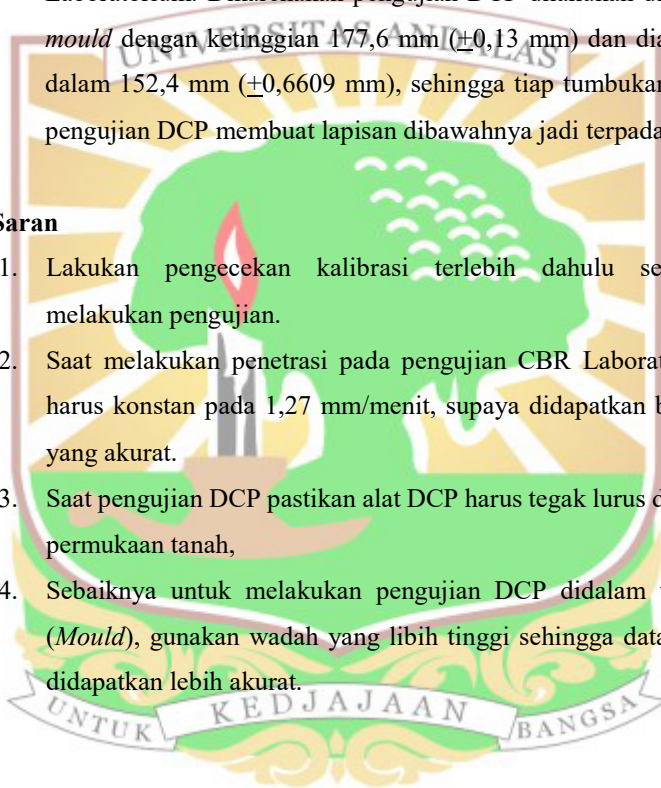 mould dengan ketinggian 177,6 mm (±0,13 mm) dan dia
UNIVERSITAS ANDALAS
dalam 152,4 mm (±0,6609 mm), sehingga tiap tumbukan
pengujian DCP membuat lapisan dibawahnya jadi terpada
Saran
1. Lakukan pengecekan kalibrasi terlebih dahulu se
melakukan pengujian.
2. Saat melakukan penetrasi pada pengujian CBR Laborat
harus konstan pada 1,27 mm/menit, supaya didapatkan b
yang akurat.
3. Saat pengujian DCP pastikan alat DCP harus tegak lurus d
permukaan tanah,
4. Sebaiknya untuk melakukan pengujian DCP didalam
(Mould), gunakan wadah yang libih tinggi sehingga data
didapatkan lebih akurat.
UNTUK KEDJAJAAN BANGSA